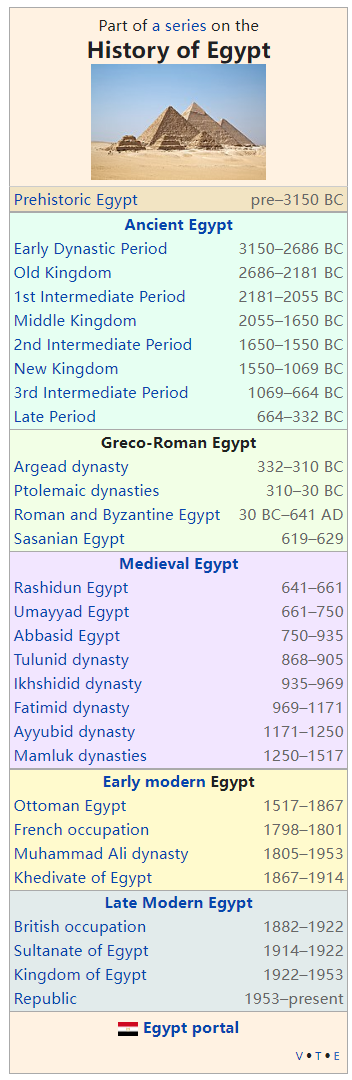 Part of a series on the
History of Egypt
Prehistoric Egypt pre–3150 BC
Ancient Egypt
Early Dynastic Period 3150–2686 BC
Old Kingdom 2686–2181 BC
1st Intermediate Period 2181–2055 BC
Middle Kingdom 2055–1650 BC
2nd Intermediate Period 1650–1550 BC
New Kingdom 1550–1069 BC
3rd Intermediate Period 1069–664 BC
Late Period 664–332 BC
Greco-Roman Egypt
Argead dynasty 332–310 BC
Ptolemaic dynasties 310–30 BC
Roman and Byzantine Egypt 30 BC–641 AD
Sasanian Egypt 619–629
Medieval Egypt
Rashidun Egypt 641–661
Umayyad Egypt 661–750
Abbasid Egypt 750–935
Tulunid dynasty 868–905
Ikhshidid dynasty 935–969
Fatimid dynasty 969–1171
Ayyubid dynasty 1171–1250
Mamluk dynasties 1250–1517
Early modern Egypt
Ottoman Egypt 1517–1867
French occupation 1798–1801
Muhammad Ali dynasty 1805–1953
Khedivate of Egypt 1867–1914
Late Modern Egypt
British occupation 1882–1922
Sultanate of Egypt 1914–1922
Kingdom of Egypt 1922–1953
Republic 1953–present
Egypt portal
V • T • E